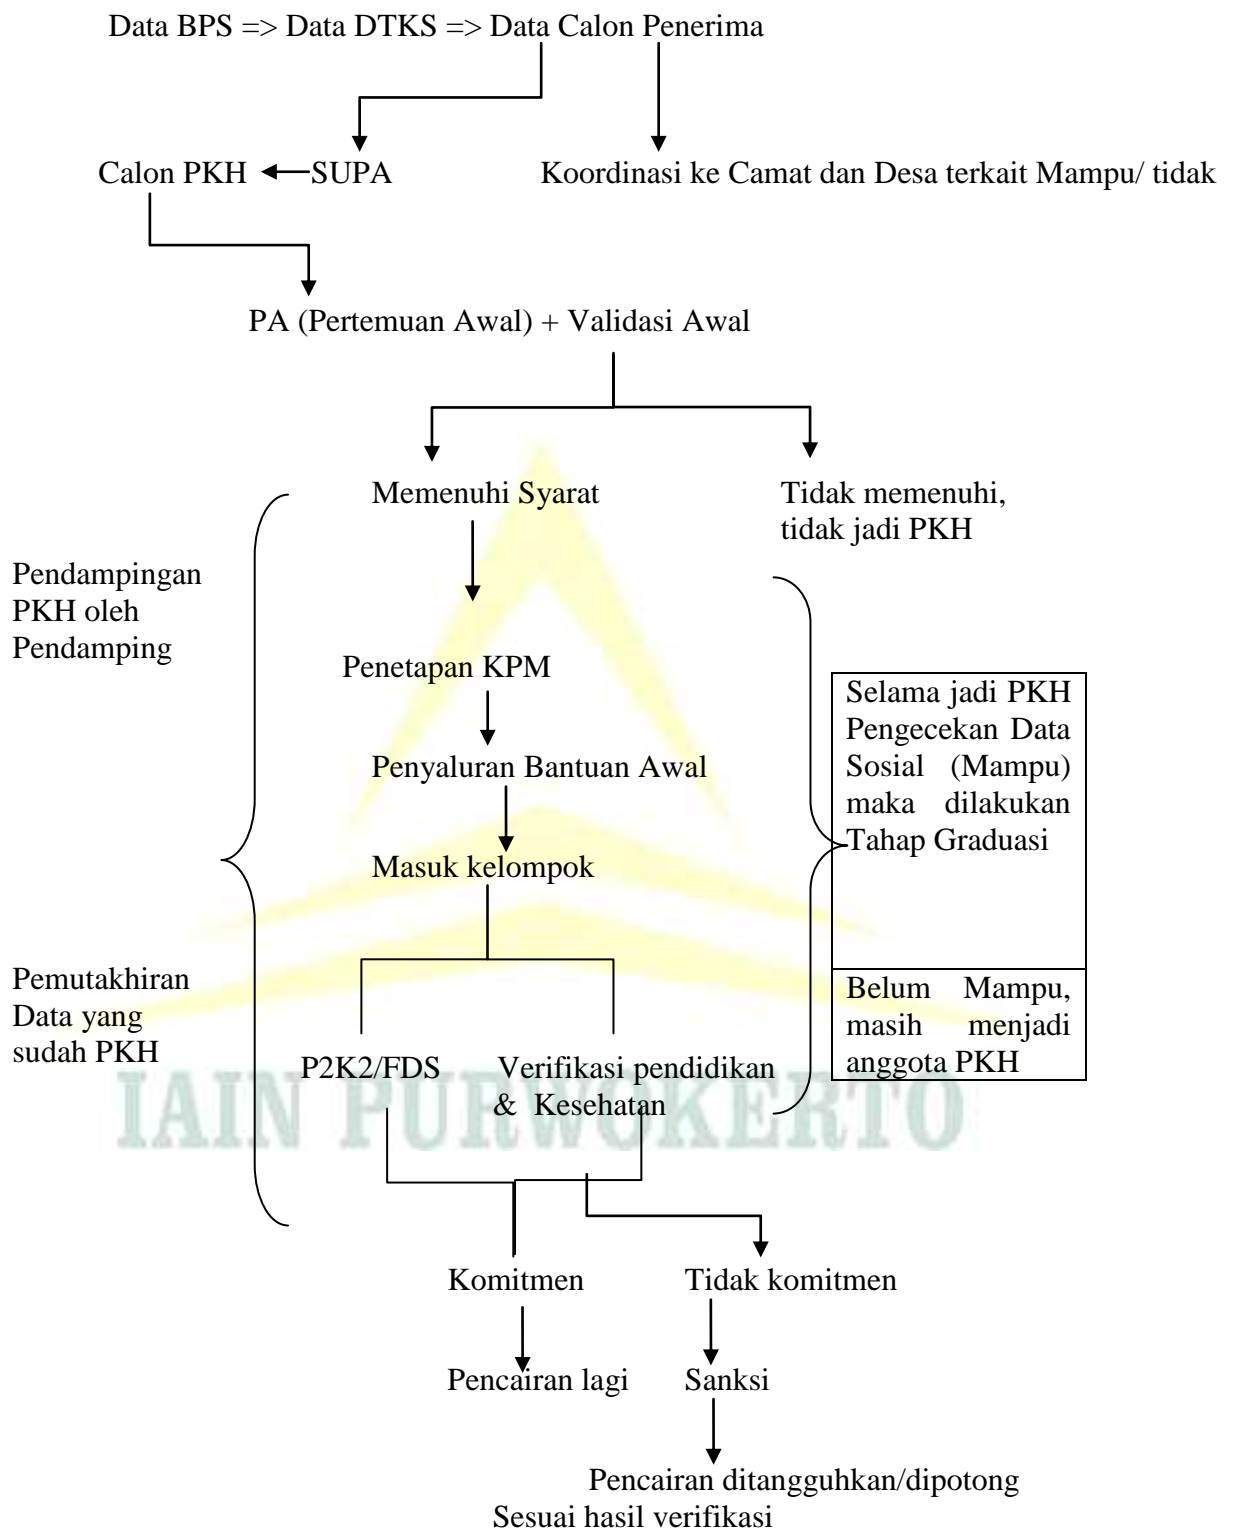 Data BPS => Data DTKS => Data Calon Penerima
Calon PKH
SUPA
Koordinasi ke Camat dan Desa terkait Mampu/ tidak
PA (Pertemuan Awal) + Validasi Awal
Memenuhi Syarat
Tidak memenuhi,
tidak jadi PKH
Pendampingan
PKH oleh
Pendamping
Penetapan KPM
Penyaluran Bantuan Awal
Masuk kelompok
Selama jadi PKH
Pengecekan Data
Sosial (Mampu)
maka dilakukan
Tahap Graduasi
Pemutakhiran
Data yang
sudah PKH
Belum Mampu,
masih menjadi
anggota PKH
P2K2/FDS
Verifikasi pendidikan
& Kesehatan
IAIN PURWOKERTO
Komitmen
Tidak komitmen
Pencairan lagi
Sanksi
Pencairan ditangguhkan/dipotong
Sesuai hasil verifikasi